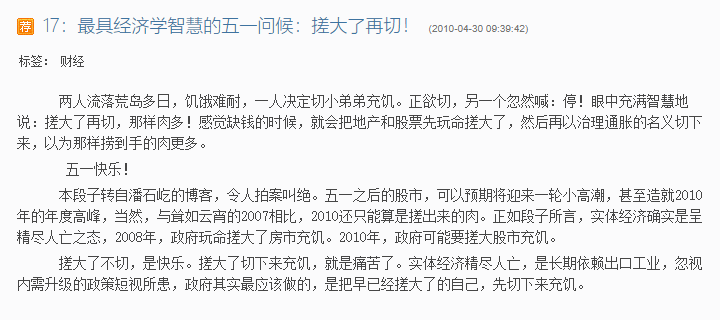 荐 17：最具经济学智慧的五一问候：搓大了再切！ (2010-04-30 09:39:42)
标签： 财经
两人流落荒岛多日，饥饿难耐，一人决定切小弟弟充饥。正欲切，另一个忽然喊：停！眼中充满智慧地
说：搓大了再切，那样肉多！感觉缺钱的时候，就会把地产和股票先玩命搓大了，然后再以治理通胀的名义切下
来，以为那样捞到手的肉更多。
五一快乐！
本段子转自潘石屹的博客，令人拍案叫绝。五一之后的股市，可以预期将迎来一轮小高潮，甚至造就2010
年的年度高峰，当然，与耸如云宵的2007相比，2010还只能算是搓出来的肉。正如段子所言，实体经济确实是呈
精尽人亡之态，2008年，政府玩命搓大了房市充饥。2010年，政府可能要搓大股市充饥。
搓大了不切，是快乐。搓大了切下来充饥，就是痛苦了。实体经济精尽人亡，是长期依赖出口工业，忽视
内需升级的政策短视所患，政府其实最应该做的，是把早已经搓大了的自己，先切下来充饥。